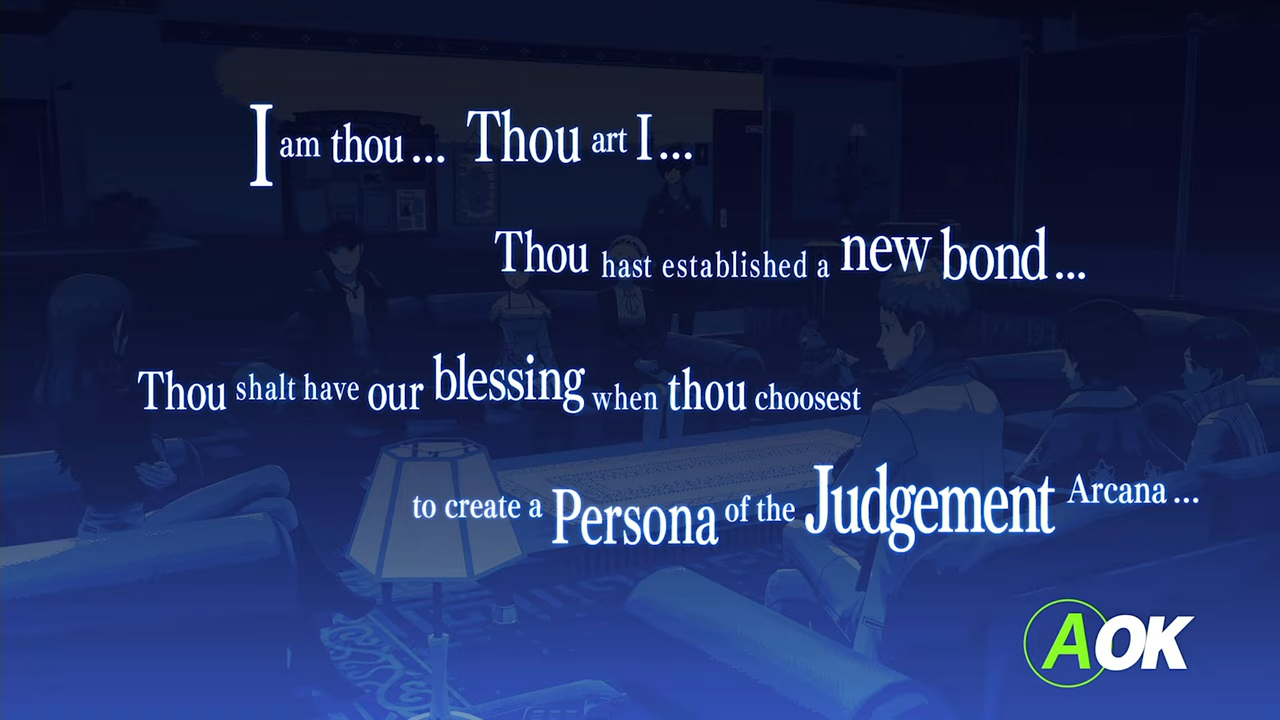 I am thou... Thou art I...
Thou hast established a new bond...
Thou shalt have our blessing when thou choosest
to create a Persona of the Judgement Arcana...
A OK